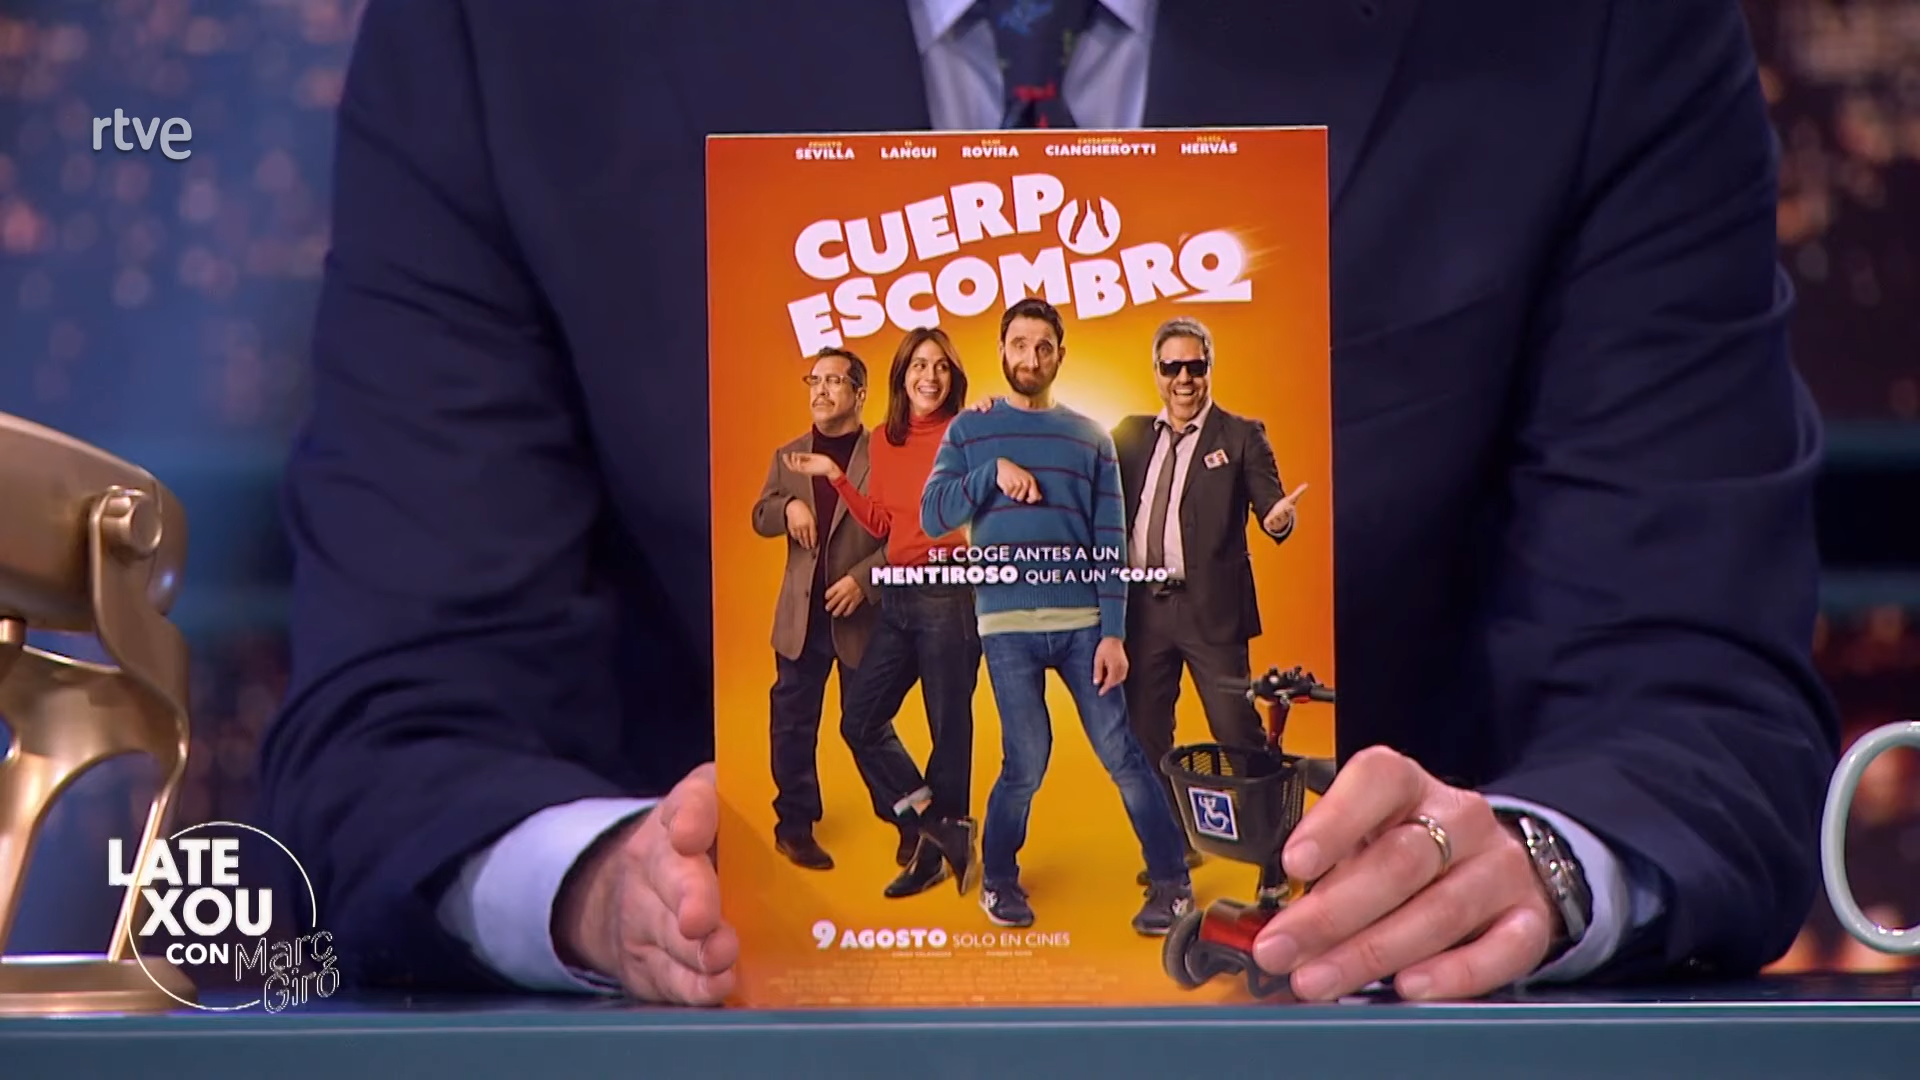 rtve
ERNESTO SEVILLA EL LANGUI DANI ROVIRA CASSANDRA CIANGHEROTTI MARÍA HERVÁS
CUERPO
ESCOMBRO
SE COGE ANTES A UN
MENTIROSO QUE A UN "COJO"
9 AGOSTO SOLO EN CINES
LATE
XOU
CON Marc
Giró